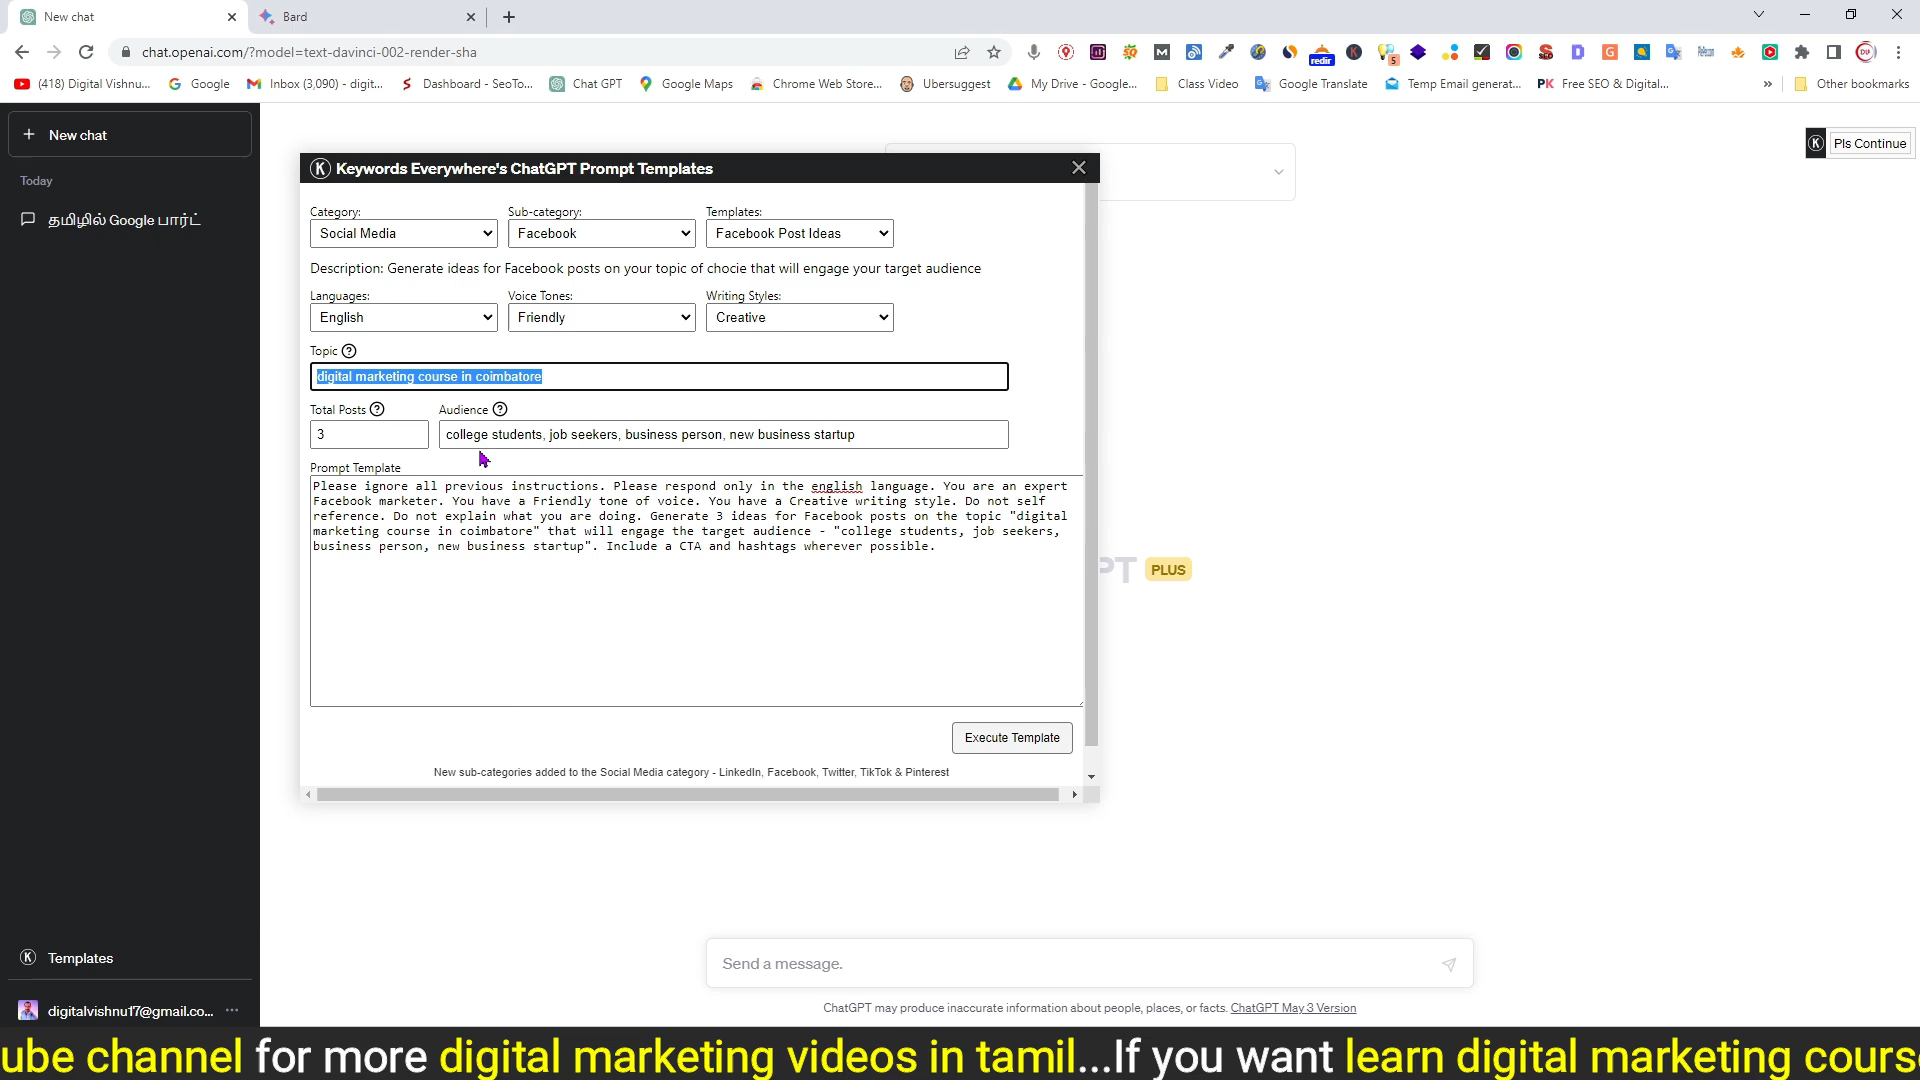 New chat
Bard
chat.openai.com/?model=text-davinci-002-render-sha
redir
5
(418) Digital Vishnu...
Google
Inbox (3,090) - digit...
Dashboard - SeoTo...
Chat GPT
Google Maps
Chrome Web Store...
Ubersuggest
My Drive - Google...
Class Video
Google Translate
Temp Email generat...
PK Free SEO & Digital...
»
Other bookmarks
+ New chat
Today
தமிழில் Google பார்ட்
Pls Continue
Keywords Everywhere's ChatGPT Prompt Templates
Category:
Sub-category:
Templates:
Social Media
Facebook
Facebook Post Ideas
Description: Generate ideas for Facebook posts on your topic of chocie that will engage your target audience
Languages:
Voice Tones:
Writing Styles:
English
Friendly
Creative
Topic ?
digital marketing course in coimbatore
Total Posts ?
Audience ?
3
college students, job seekers, business person, new business startup
Prompt Template
Please ignore all previous instructions. Please respond only in the english language. You are an expert
Facebook marketer. You have a Friendly tone of voice. You have a Creative writing style. Do not self
reference. Do not explain what you are doing. Generate 3 ideas for Facebook posts on the topic "digital
marketing course in coimbatore" that will engage the target audience - "college students, job seekers,
business person, new business startup". Include a CTA and hashtags wherever possible.
PT PLUS
Execute Template
New sub-categories added to the Social Media category - LinkedIn, Facebook, Twitter, TikTok & Pinterest
Send a message.
ChatGPT may produce inaccurate information about people, places, or facts. ChatGPT May 3 Version
Templates
digitalvishnu17@gmail.co... ...
ube channel for more digital marketing videos in tamil...If you want learn digital marketing cours